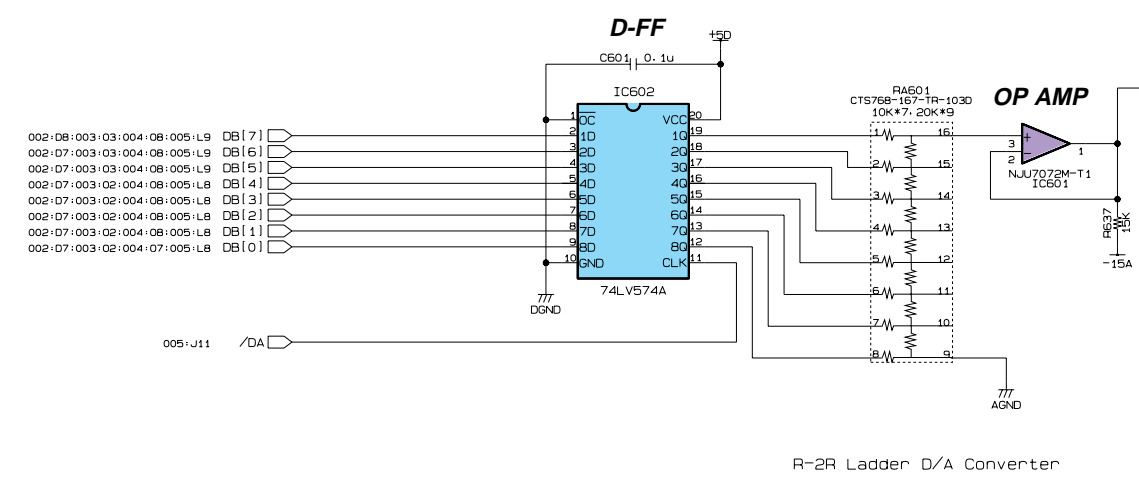 D-FF
+5D
C601 0.1u
IC602
RA601
CTS768-167-TR-103D
10K*7, 20K*9
OP AMP
1 OC VCC 20
002:D8:003:03:004:08:005:L9 DB[7] 2 1D 1Q 19 1 16
002:D7:003:03:004:08:005:L9 DB[6] 3 2D 2Q 18 2 15
002:D7:003:03:004:08:005:L9 DB[5] 4 3D 3Q 17 3 14
002:D7:003:02:004:08:005:L8 DB[4] 5 4D 4Q 16 4 13
002:D7:003:02:004:08:005:L8 DB[3] 6 5D 5Q 15 5 12
002:D7:003:02:004:08:005:L8 DB[2] 7 6D 6Q 14 6 11
002:D7:003:02:004:08:005:L8 DB[1] 8 7D 7Q 13 7 10
002:D7:003:02:004:07:005:L8 DB[0] 9 8D 8Q 12 8 9
10 GND CLK 11
3 +
2 -
1
NJU7072M-T1
IC601
R637
15K
-15A
74LV574A
DGND
005:J11 /DA
AGND
R-2R Ladder D/A Converter